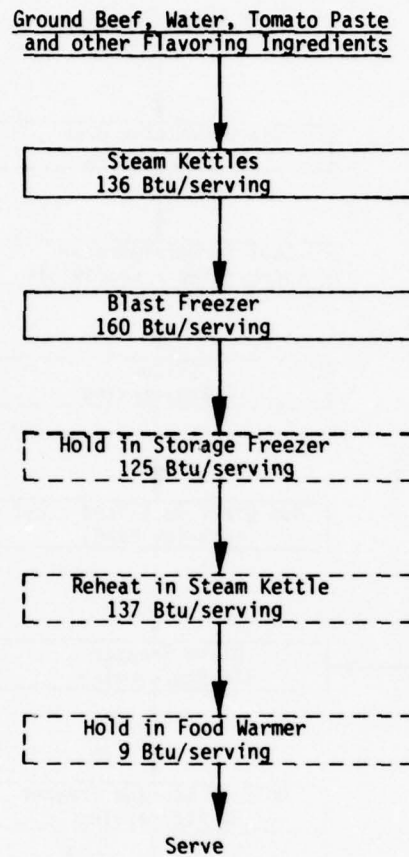 Ground Beef, Water, Tomato Paste
and other Flavoring Ingredients
Steam Kettles
136 Btu/serving
Blast Freezer
160 Btu/serving
Hold in Storage Freezer
125 Btu/serving
Reheat in Steam Kettle
137 Btu/serving
Hold in Food Warmer
9 Btu/serving
Serve